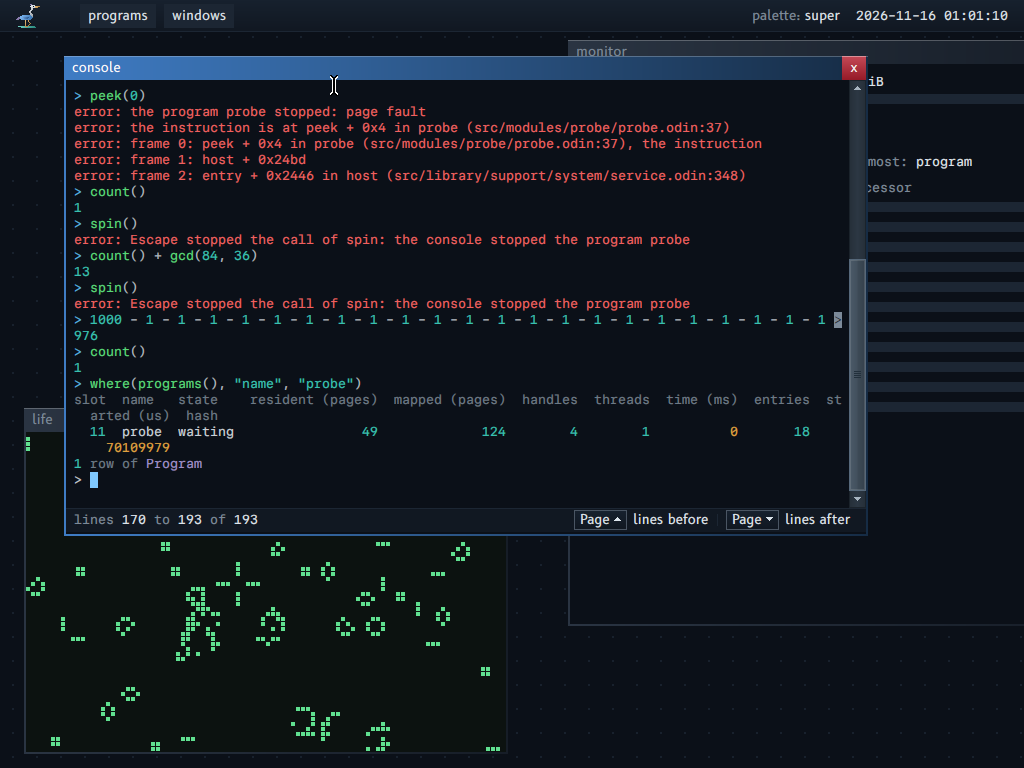 programs windows palette: super 2026-11-16 01:01:10
monitor
console x
iB
> peek(0)
error: the program probe stopped: page fault
error: the instruction is at peek + 0x4 in probe (src/modules/probe/probe.odin:37)
error: frame 0: peek + 0x4 in probe (src/modules/probe/probe.odin:37), the instruction
error: frame 1: host + 0x24bd
most: program
error: frame 2: entry + 0x2446 in host (src/library/support/system/service.odin:348)
> count()
cessor
1
> spin()
error: Escape stopped the call of spin: the console stopped the program probe
> count() + gcd(84, 36)
13
> spin()
error: Escape stopped the call of spin: the console stopped the program probe
> 1000 - 1 - 1 - 1 - 1 - 1 - 1 - 1 - 1 - 1 - 1 - 1 - 1 - 1 - 1 - 1 - 1 - 1 - 1 - 1 - 1 - 1 - 1 >
976
> count()
1
> where(programs(), "name", "probe")
slot name state resident (pages) mapped (pages) handles threads time (ms) entries st
arted (us) hash
life
11 probe waiting 49 124 4 1 0 18
70109979
1 row of Program
>
lines 170 to 193 of 193 Page lines before Page lines after